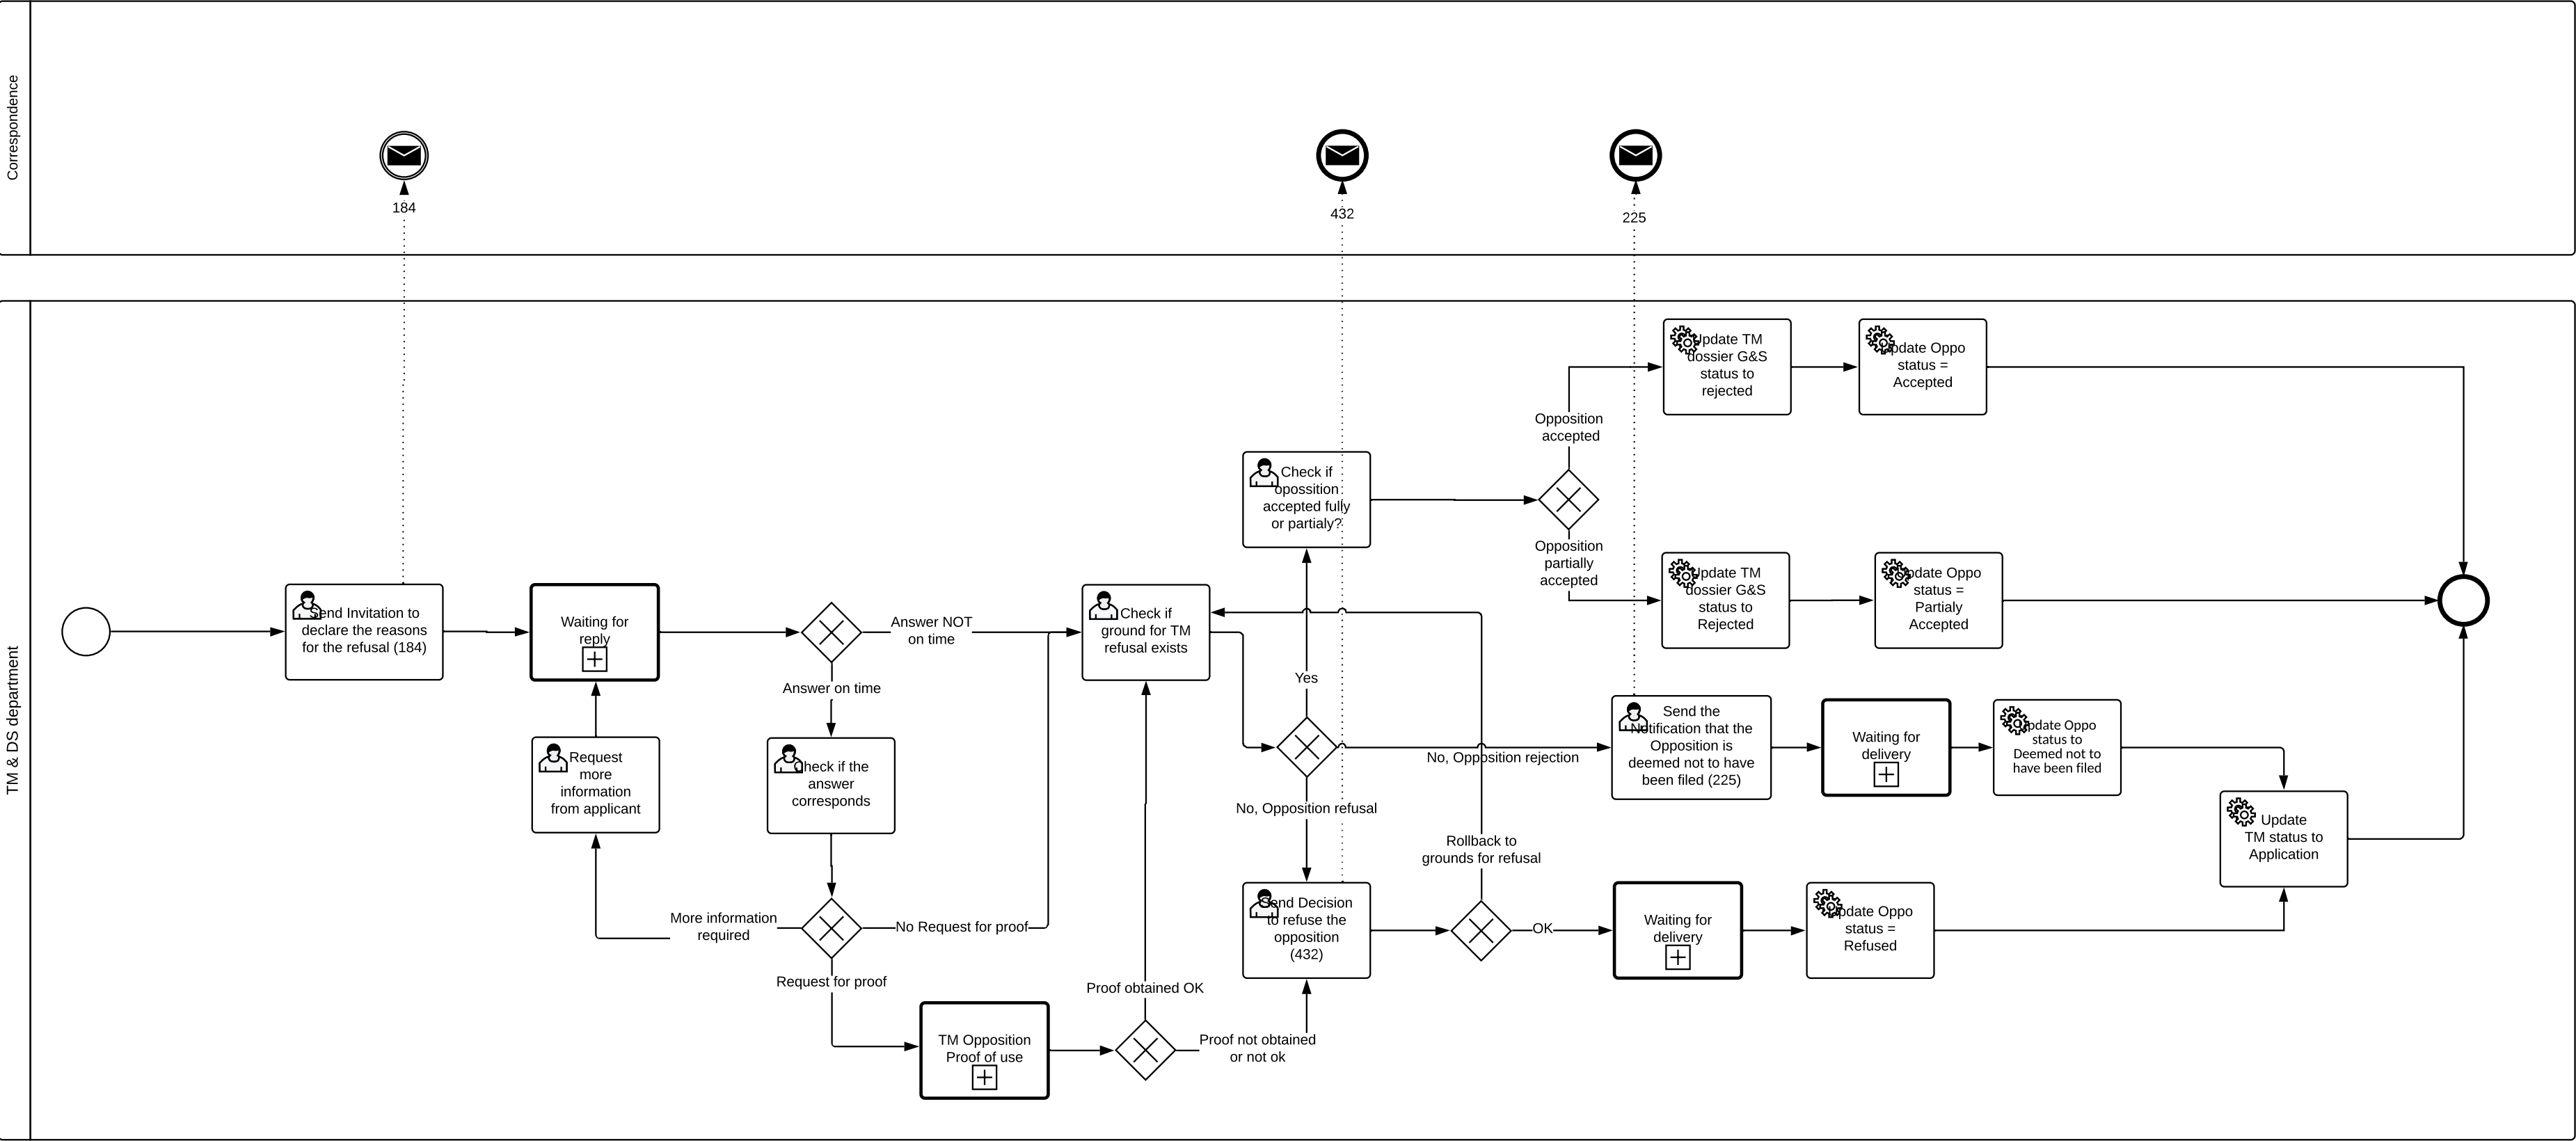 Correspondence
184
432
225
TM & DS department
Send Invitation to
declare the reasons
for the refusal (184)
Waiting for
reply
Answer NOT
on time
Answer on time
Request
more
information
from applicant
Check if the
answer
corresponds
More information
required
No Request for proof
Request for proof
TM Opposition
Proof of use
Proof obtained OK
Proof not obtained
or not ok
Check if
ground for TM
refusal exists
Check if
opossition
accepted fully
or partialy?
Yes
No, Opposition rejection
No, Opposition refusal
Send Decision
to refuse the
opposition
(432)
Rollback to
grounds for refusal
OK
Opposition
accepted
Opposition
partially
accepted
Update TM
dossier G&S
status to
rejected
Update Oppo
status =
Accepted
Update TM
dossier G&S
status to
Rejected
Update Oppo
status =
Partialy
Accepted
Send the
Notification that the
Opposition is
deemed not to have
been filed (225)
Waiting for
delivery
Update Oppo
status to
Deemed not to
have been filed
Waiting for
delivery
Update Oppo
status =
Refused
Update
TM status to
Application